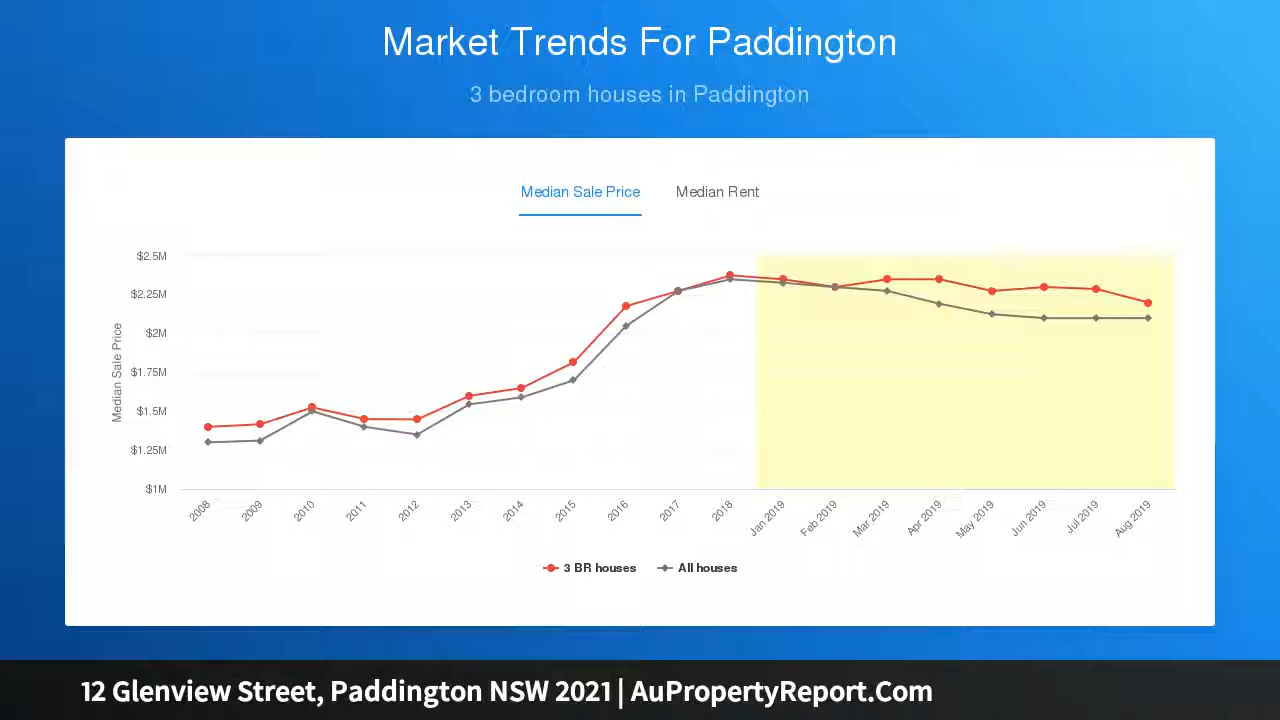 Market Trends For Paddington
3 bedroom houses in Paddington
Median Sale Price Median Rent
Median Sale Price
$2.5M
$2.25M
$2M
$1.75M
$1.5M
$1.25M
$1M
2008 2009 2010 2011 2012 2013 2014 2015 2016 2017 2018 Jan 2019 Feb 2019 Mar 2019 Apr 2019 May 2019 Jun 2019 Jul 2019 Aug 2019
3 BR houses All houses
12 Glenview Street, Paddington NSW 2021 | AuPropertyReport.Com